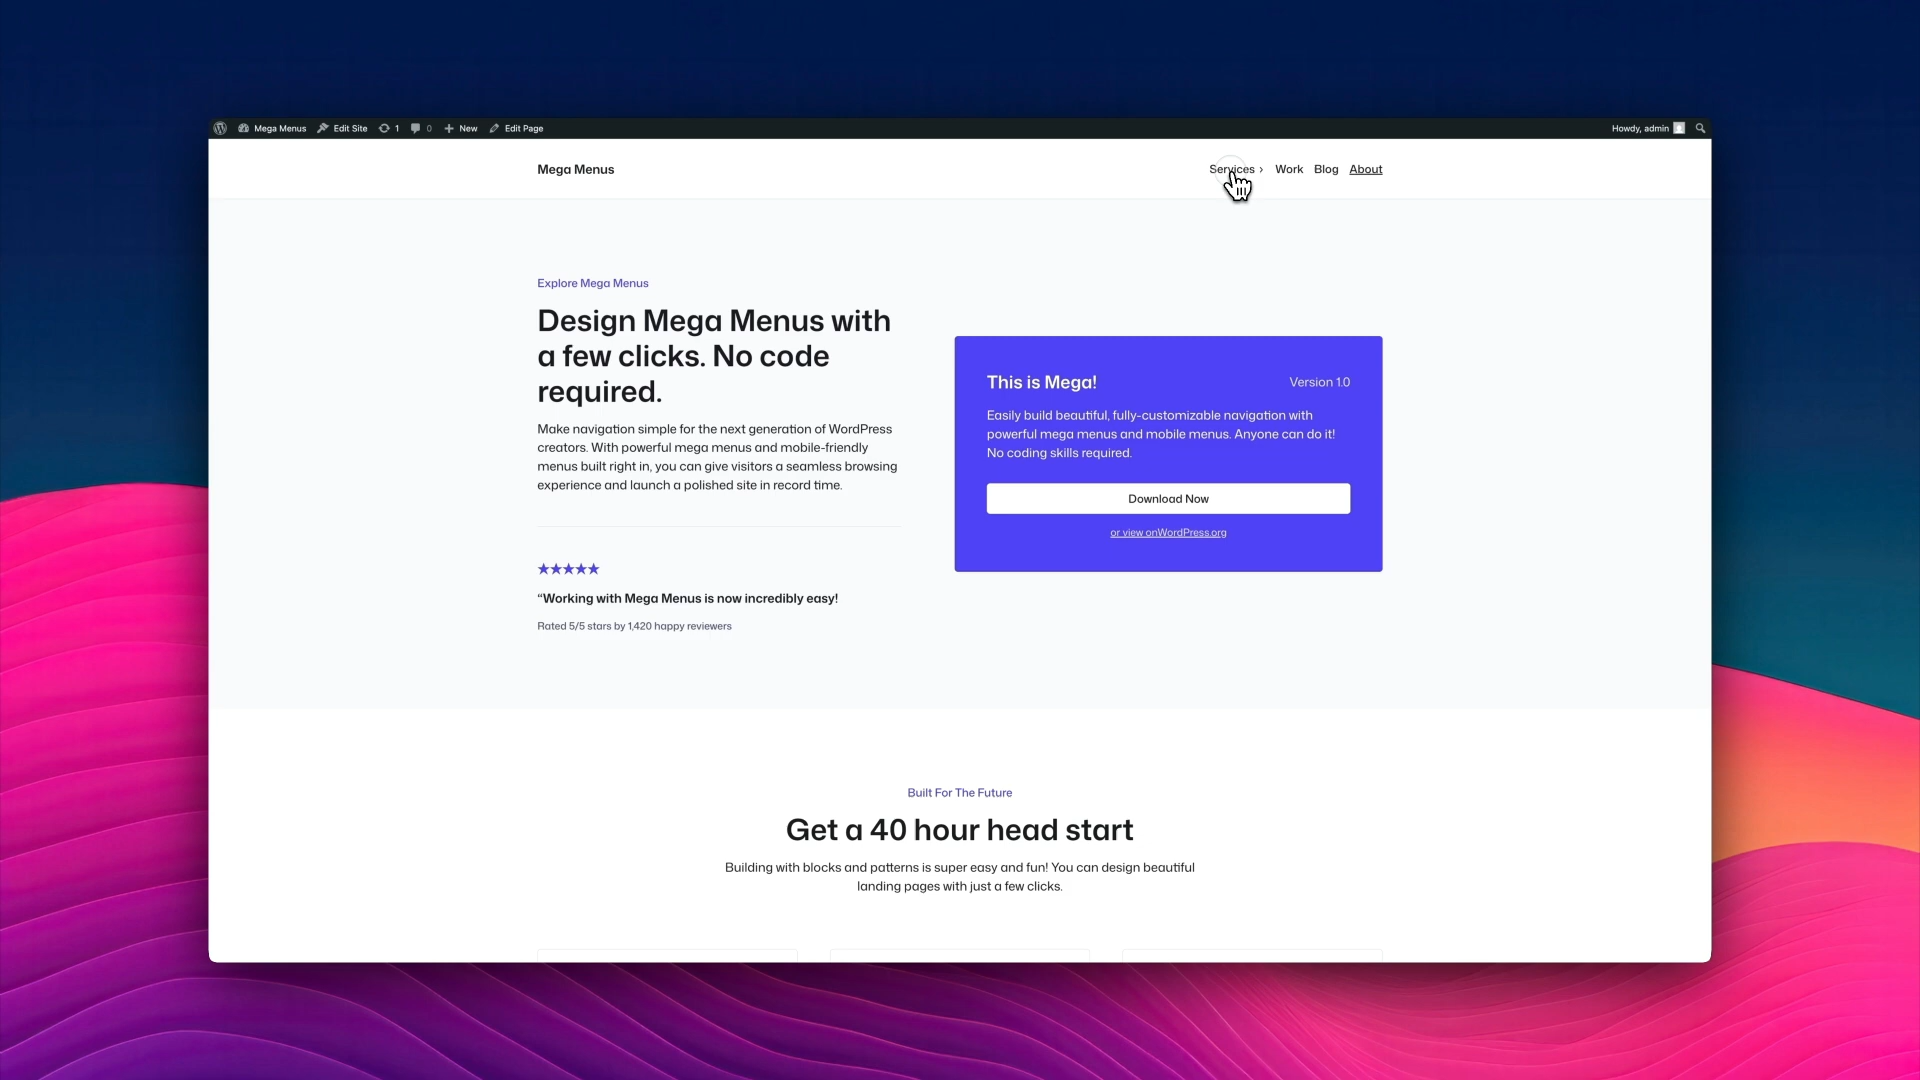 Mega Menus Edit Site 1 0 New Edit Page Howdy, admin
Mega Menus Services › Work Blog About
Explore Mega Menus
Design Mega Menus with
a few clicks. No code
required.
Make navigation simple for the next generation of WordPress
creators. With powerful mega menus and mobile-friendly
menus built right in, you can give visitors a seamless browsing
experience and launch a polished site in record time.
★★★★★
“Working with Mega Menus is now incredibly easy!
Rated 5/5 stars by 1,420 happy reviewers
This is Mega! Version 1.0
Easily build beautiful, fully-customizable navigation with
powerful mega menus and mobile menus. Anyone can do it!
No coding skills required.
Download Now
or view onWordPress.org
Built For The Future
Get a 40 hour head start
Building with blocks and patterns is super easy and fun! You can design beautiful
landing pages with just a few clicks.